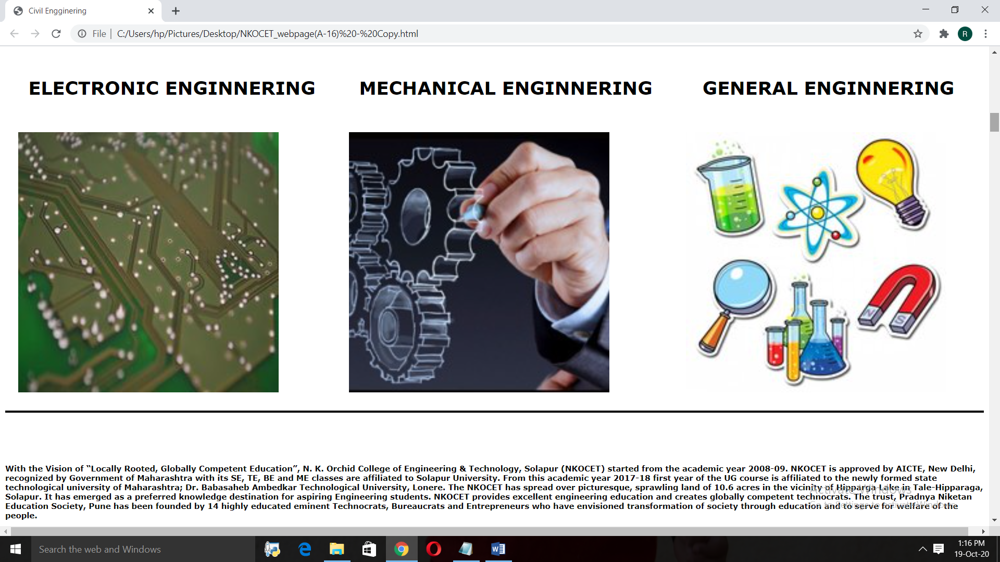 Civil Engginering
File
C:/Users/hp/Pictures/Desktop/NKOCET_webpage(A-16)%20-%20Copy.html
R
ELECTRONIC ENGINNERING
MECHANICAL ENGINNERING
GENERAL ENGINNERING
N
S
With the Vision of “Locally Rooted, Globally Competent Education”, N. K. Orchid College of Engineering & Technology, Solapur (NKOCET) started from the academic year 2008-09. NKOCET is approved by AICTE, New Delhi,
recognized by Government of Maharashtra with its SE, TE, BE and ME classes are affiliated to Solapur University. From this academic year 2017-18 first year of the UG course is affiliated to the newly formed state
technological university of Maharashtra; Dr. Babasaheb Ambedkar Technological University, Lonere. The NKOCET has spread over picturesque, sprawling land of 10.6 acres in the vicinity of Hipparga Lake in Tale-Hipparaga,
Solapur. It has emerged as a preferred knowledge destination for aspiring Engineering students. NKOCET provides excellent engineering education and creates globally competent technocrats. The trust, Pradnya Niketan
Education Society, Pune has been founded by 14 highly educated eminent Technocrats, Bureaucrats and Entrepreneurs who have envisioned transformation of society through education and to serve for welfare of the
people.
Activate Windows
Go to Settings to activate Windows.
Search the web and Windows
1:16 PM
19-Oct-20